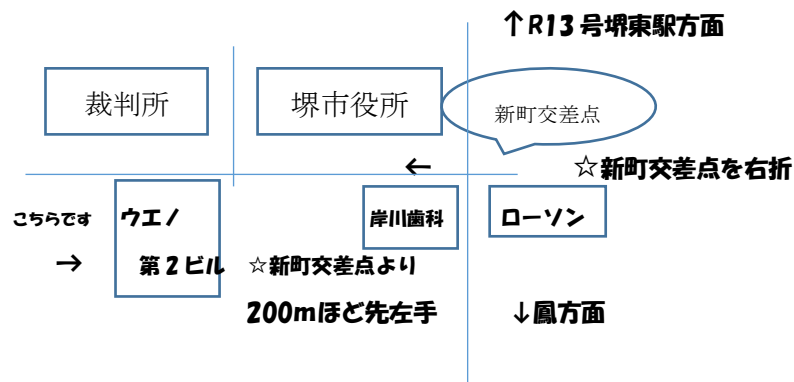 ↑R13号堺東駅方面
裁判所
堺市役所
新町交差点
←
☆新町交差点を右折
こちらです
→
ウエノ
第2ビル
岸川歯科
ローソン
☆新町交差点より
200mほど先左手
↓鳳方面